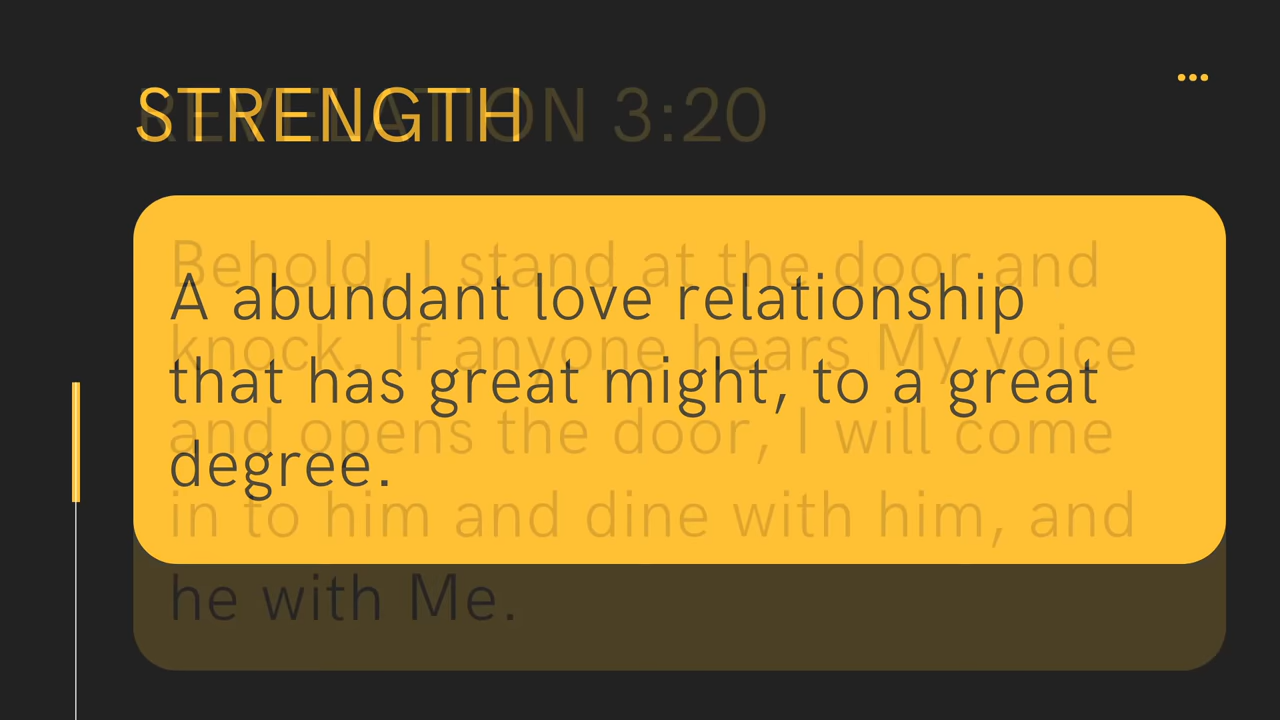 STRENGTH
REVELATION 3:20
A abundant love relationship
that has great might, to a great
degree.
Behold, I stand at the door and
knock. If anyone hears My voice
and opens the door, I will come
in to him and dine with him, and
he with Me.